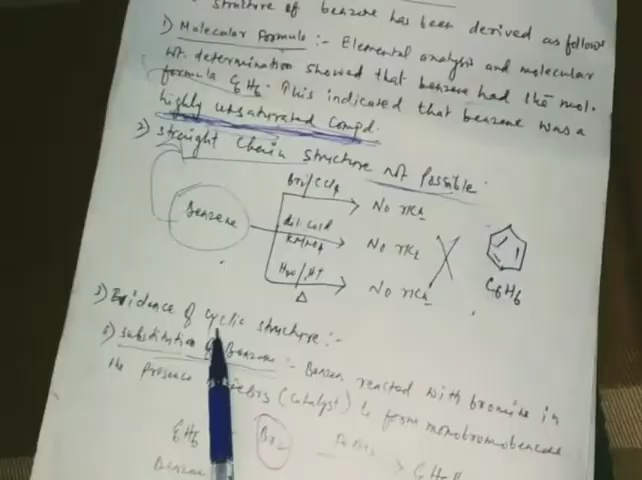 structure of benzene has been derived as follows
1) Molecular Formula :- Elemental analysis and molecular
wt. determination showed that benzene had the mol.
formula C6H6. This indicated that benzene was a
highly unsaturated compd.
2) Straight chain structure not possible.
Br2/CCl4
No rxn
Benzene
dil. cold
KMnO4
No rxn
H2O/H+
Δ
No rxn
C6H6
3) Evidence of cyclic structure :-
substitution of Benzene :- Benzen reacted with bromine in
the presence (catalyst) to form monobromobenzene
C6H6
Br2
Benzene